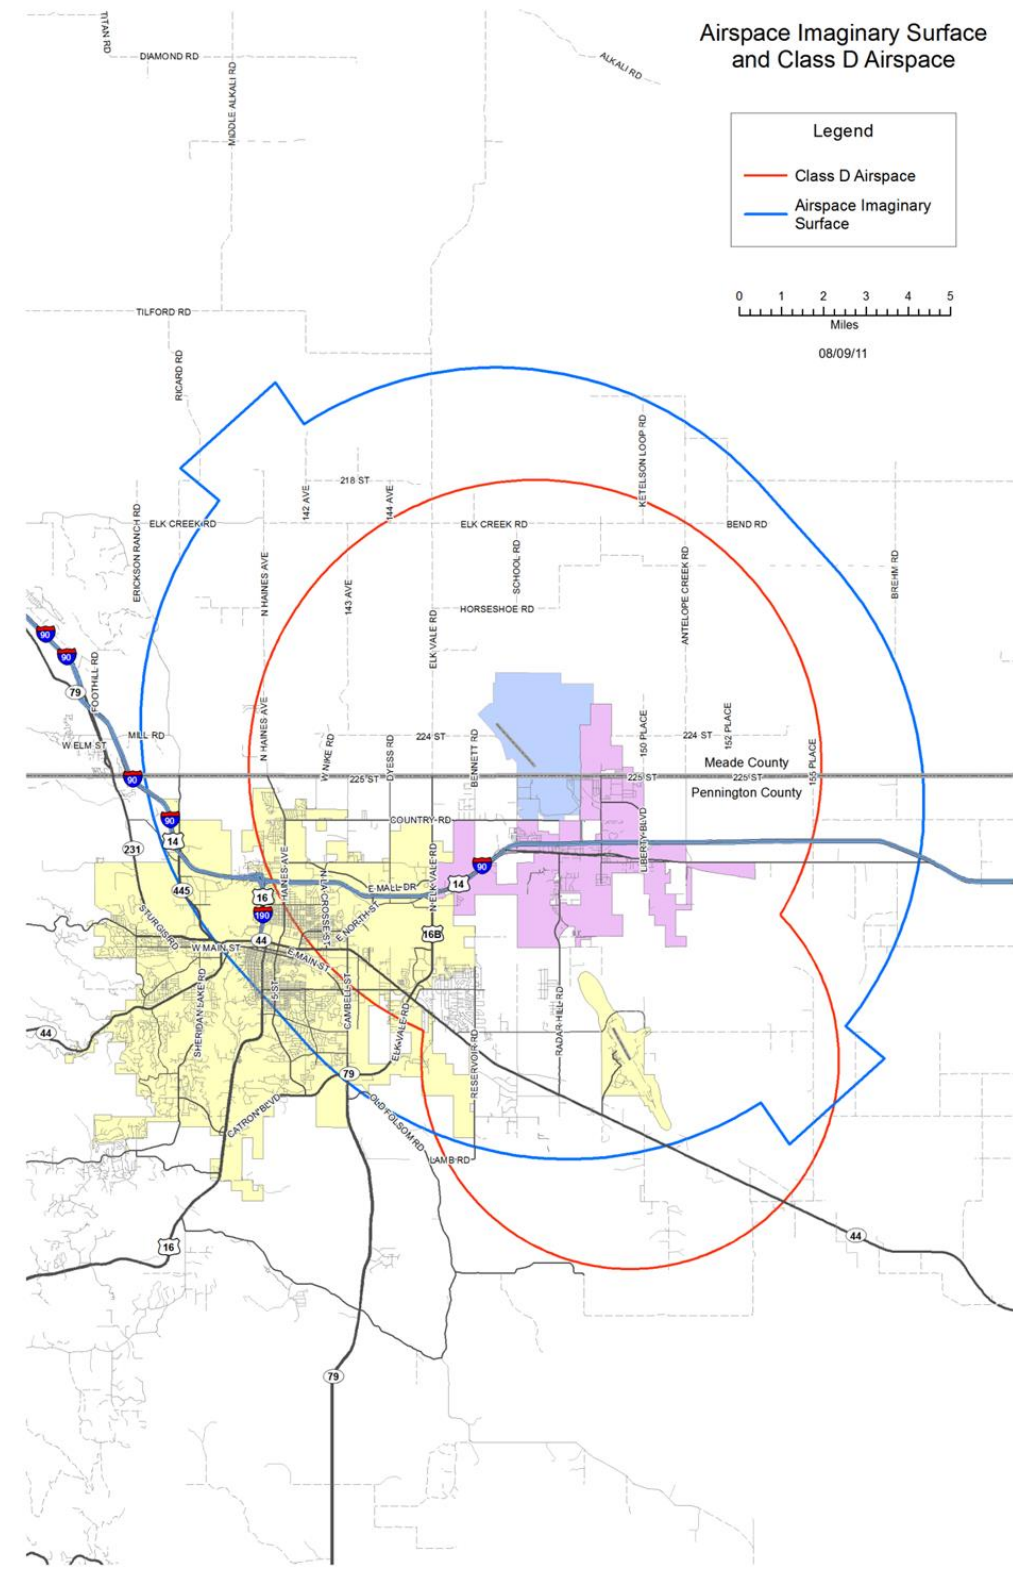 Airspace Imaginary Surface
and Class D Airspace
Legend
Class D Airspace
Airspace Imaginary
Surface
0 1 2 3 4 5
Miles
08/09/11
TITAN RD
DIAMOND RD
MIDDLE ALKALI RD
ALKALI RD
TILFORD RD
RICARD RD
KETELSON LOOP RD
218 ST
142 AVE
144 AVE
ELK CREEK RD
ELK CREEK RD
BEND RD
ERICKSON RANCH RD
N HAINES AVE
143 AVE
SCHOOL RD
ANTELOPE CREEK RD
BREHM RD
HORSESHOE RD
ELK VALE RD
90
90
FOOTHILL RD
79
N HAINES AVE
MILL RD
W ELM ST
W NIKE RD
DYESS RD
224 ST
BENNETT RD
150 PLACE
224 ST
152 PLACE
155 PLACE
Meade County
90
225 ST
225 ST
225 ST
Pennington County
90
COUNTRY RD
LIBERTY BLVD
14
231
HAINES AVE
N LA CROSSE ST
E MALL DR
N ELK VALE RD
90
14
445
16
190
STURGIS RD
E NORTH ST
16B
44
W MAIN ST
E MAIN ST
SHERIDAN LAKE RD
5 ST
CAMBELL ST
ELK VALE RD
RESERVOIR RD
RADAR HILL RD
44
79
CATRON BLVD
OLD FOLSOM RD
LAMB RD
16
44
79